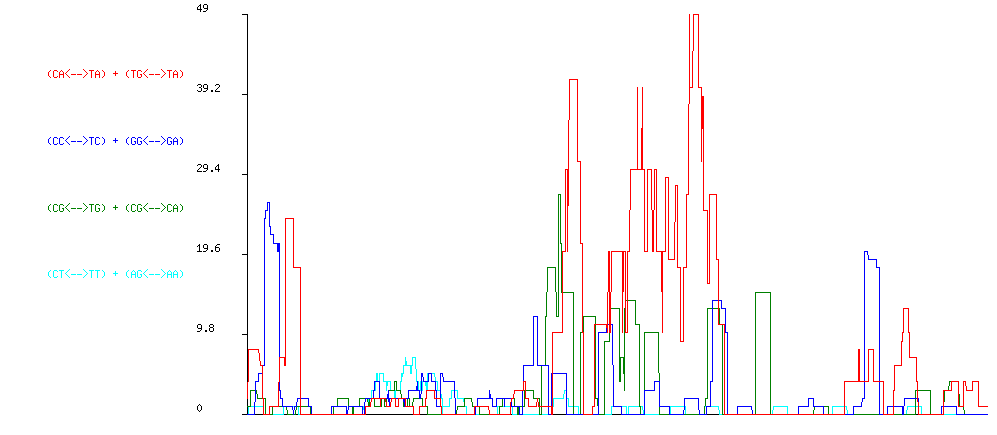 49
(CA<-->TA) + (TG<-->TA)
39.2
(CC<-->TC) + (GG<-->GA)
29.4
(CG<-->TG) + (CG<-->CA)
19.6
(CT<-->TT) + (AG<-->AA)
9.8
0